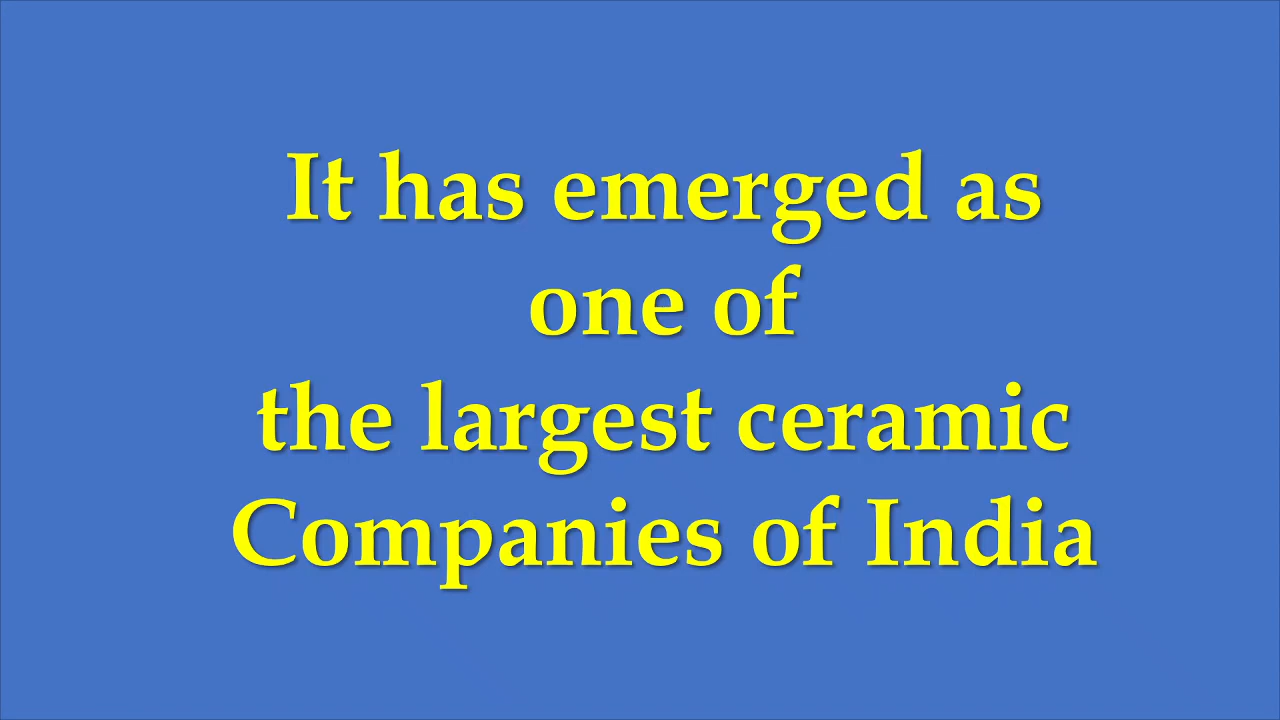 It has emerged as
one of
the largest ceramic
Companies of India